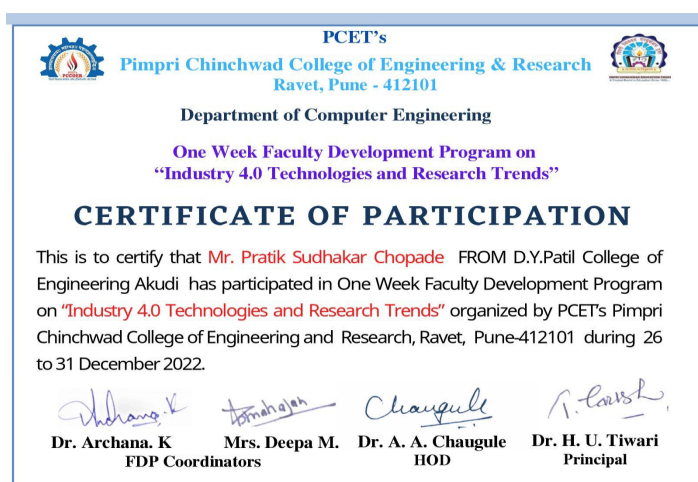 PCET's
Pimpri Chinchwad College of Engineering & Research
Ravet, Pune - 412101
Department of Computer Engineering
One Week Faculty Development Program on
“Industry 4.0 Technologies and Research Trends”
CERTIFICATE OF PARTICIPATION
This is to certify that Mr. Pratik Sudhakar Chopade FROM D.Y.Patil College of
Engineering Akudi has participated in One Week Faculty Development Program
on “Industry 4.0 Technologies and Research Trends” organized by PCET's Pimpri
Chinchwad College of Engineering and Research, Ravet, Pune-412101 during 26
to 31 December 2022.
Dr. Archana. K Mrs. Deepa M. Dr. A. A. Chaugule Dr. H. U. Tiwari
FDP Coordinators HOD Principal